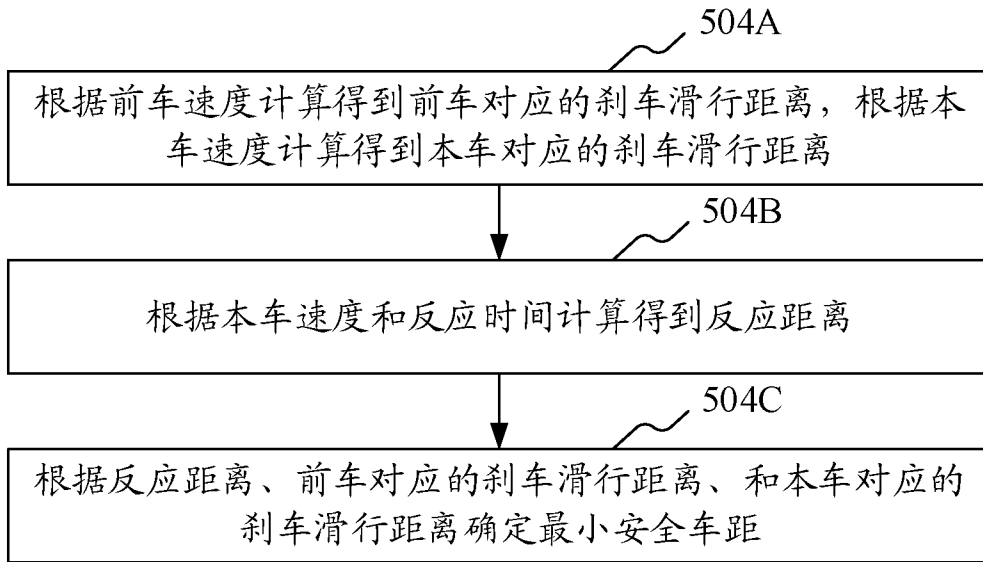 504A
根据前车速度计算得到前车对应的刹车滑行距离，根据本
车速度计算得到本车对应的刹车滑行距离
504B
根据本车速度和反应时间计算得到反应距离
504C
根据反应距离、前车对应的刹车滑行距离、和本车对应的
刹车滑行距离确定最小安全车距